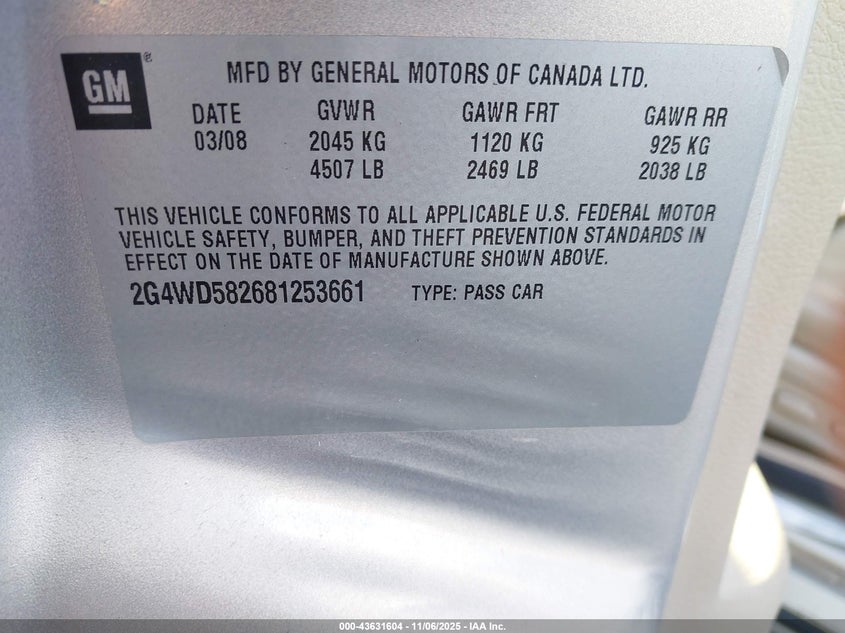 GM®
MFD BY GENERAL MOTORS OF CANADA LTD.
DATE GVWR GAWR FRT GAWR RR
03/08 2045 KG 1120 KG 925 KG
4507 LB 2469 LB 2038 LB
THIS VEHICLE CONFORMS TO ALL APPLICABLE U.S. FEDERAL MOTOR
VEHICLE SAFETY, BUMPER, AND THEFT PREVENTION STANDARDS IN
EFFECT ON THE DATE OF MANUFACTURE SHOWN ABOVE.
2G4WD582681253661 TYPE: PASS CAR
000-43631604 - 11/06/2025 - IAA Inc.